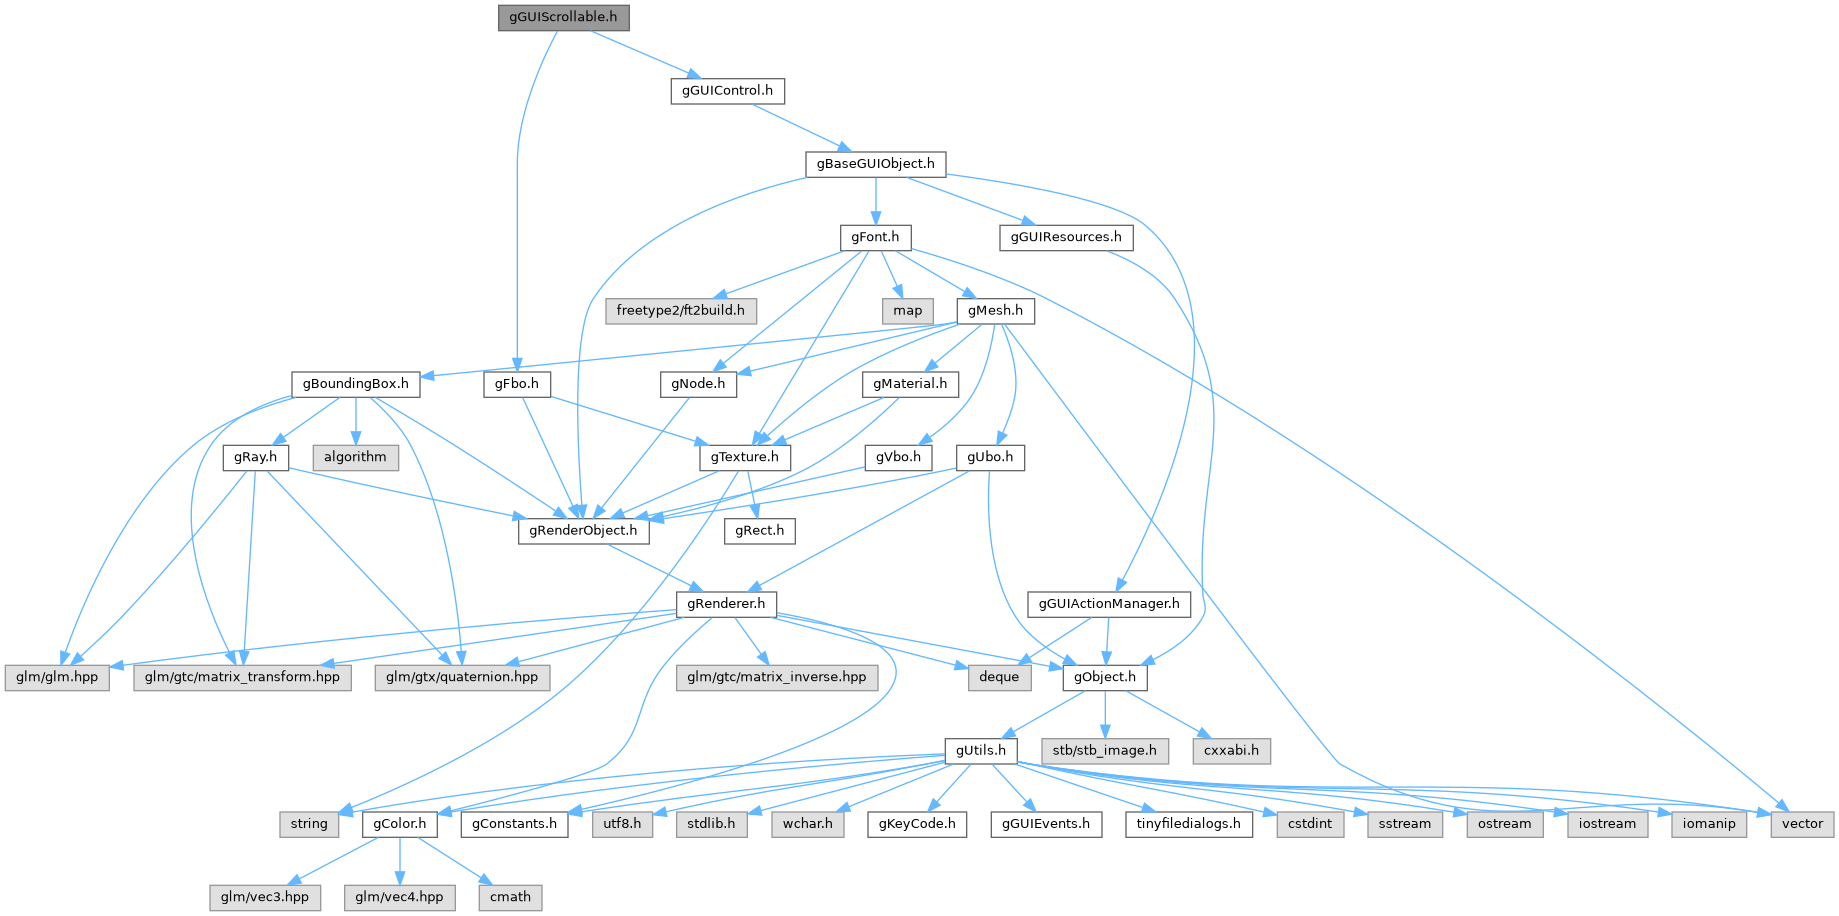 gGUIScrollable.h
gGUIControl.h
gBaseGUIObject.h
gFont.h
gGUIResources.h
freetype2/ft2build.h
map
gMesh.h
gBoundingBox.h
gFbo.h
gNode.h
gMaterial.h
gRay.h
algorithm
gTexture.h
gVbo.h
gUbo.h
gRenderObject.h
gRect.h
gRenderer.h
gGUIActionManager.h
glm/glm.hpp
glm/gtc/matrix_transform.hpp
glm/gtx/quaternion.hpp
glm/gtc/matrix_inverse.hpp
deque
gObject.h
gUtils.h
stb/stb_image.h
cxxabi.h
string
gColor.h
gConstants.h
utf8.h
stdlib.h
wchar.h
gKeyCode.h
gGUIEvents.h
tinyfiledialogs.h
cstdint
sstream
ostream
iostream
iomanip
vector
glm/vec3.hpp
glm/vec4.hpp
cmath